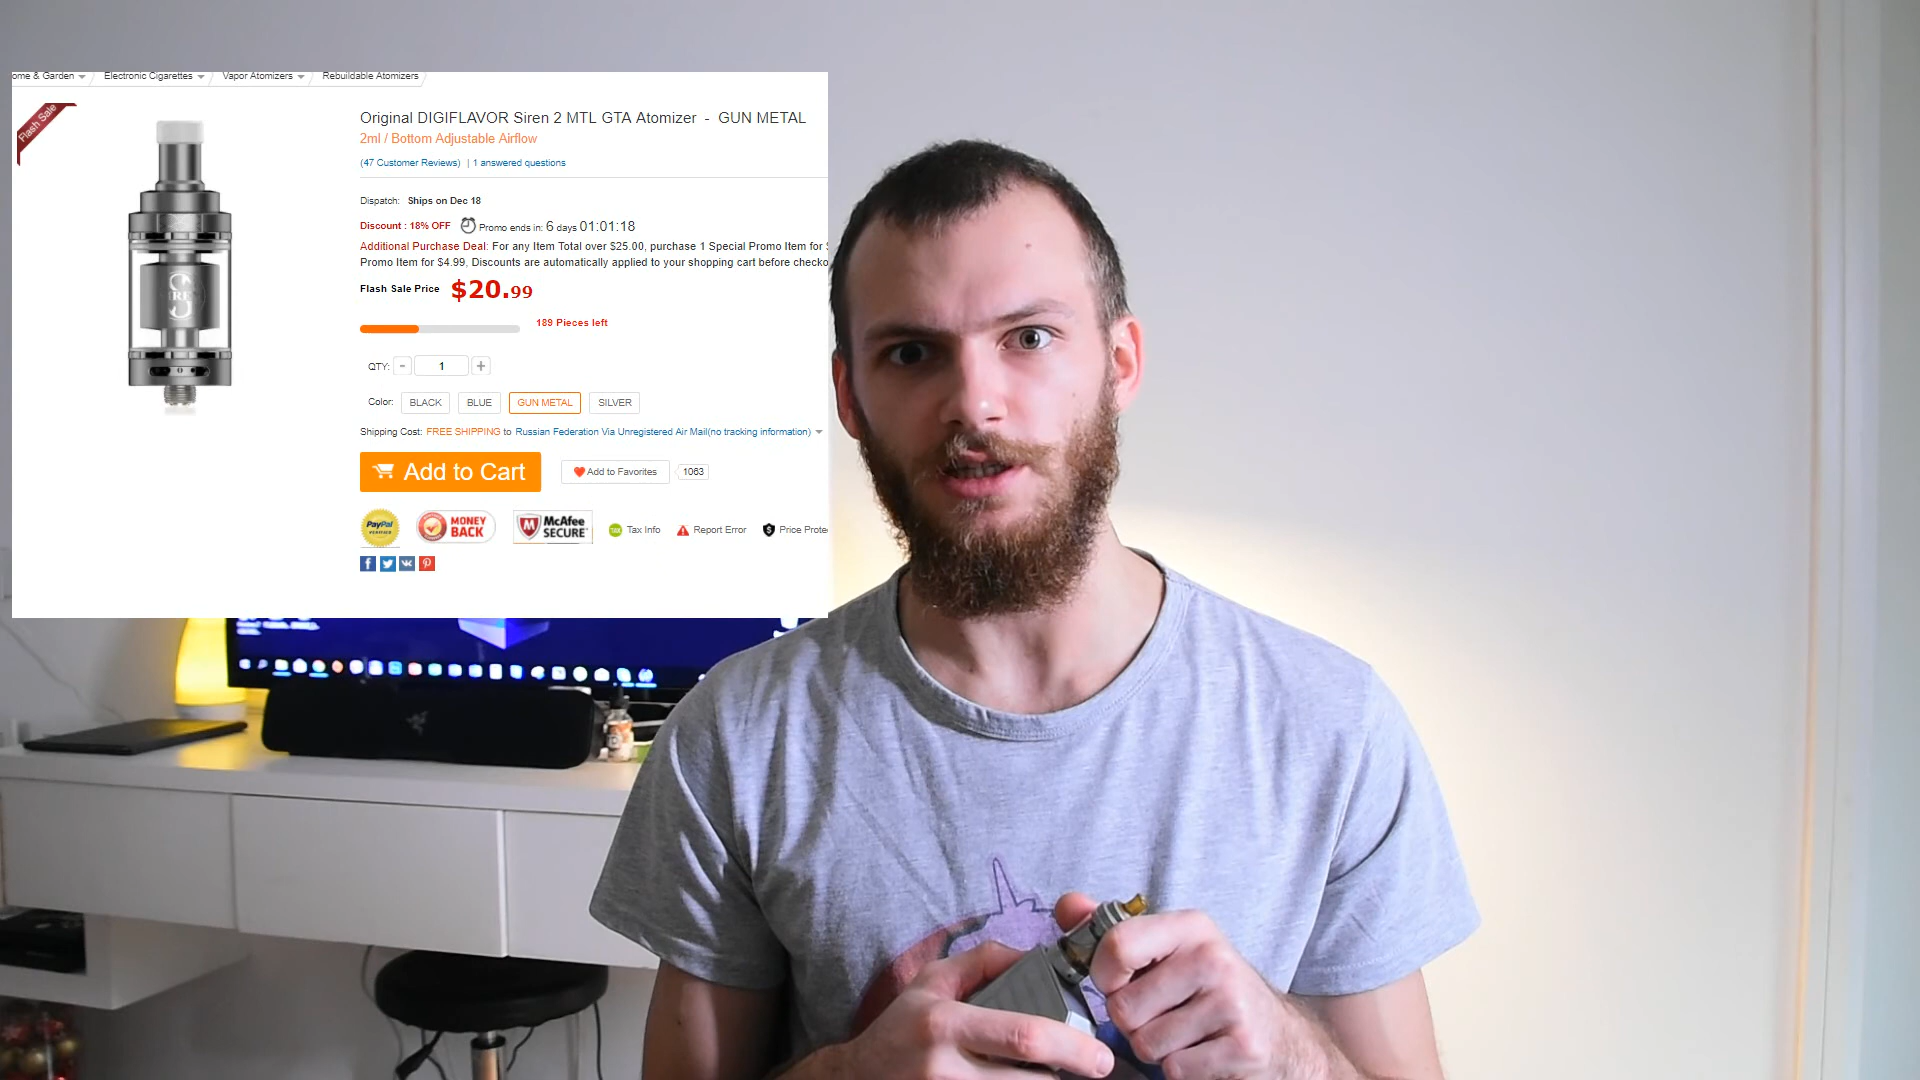 ome & Garden Electronic Cigarettes Vapor Atomizers Rebuildable Atomizers
Flash Sale
Original DIGIFLAVOR Siren 2 MTL GTA Atomizer - GUN METAL
2ml / Bottom Adjustable Airflow
(47 Customer Reviews) | 1 answered questions
Dispatch: Ships on Dec 18
Discount : 18% OFF Promo ends in: 6 days 01:01:18
Additional Purchase Deal: For any Item Total over $25.00, purchase 1 Special Promo Item for $
Promo Item for $4.99, Discounts are automatically applied to your shopping cart before checko
Flash Sale Price $20.99
189 Pieces left
QTY: - 1 +
Color: BLACK BLUE GUN METAL SILVER
Shipping Cost: FREE SHIPPING to Russian Federation Via Unregistered Air Mail(no tracking information)
Add to Cart Add to Favorites 1063
PayPal VERIFIED MONEY BACK McAfee SECURE TAX Tax Info Report Error $ Price Prote